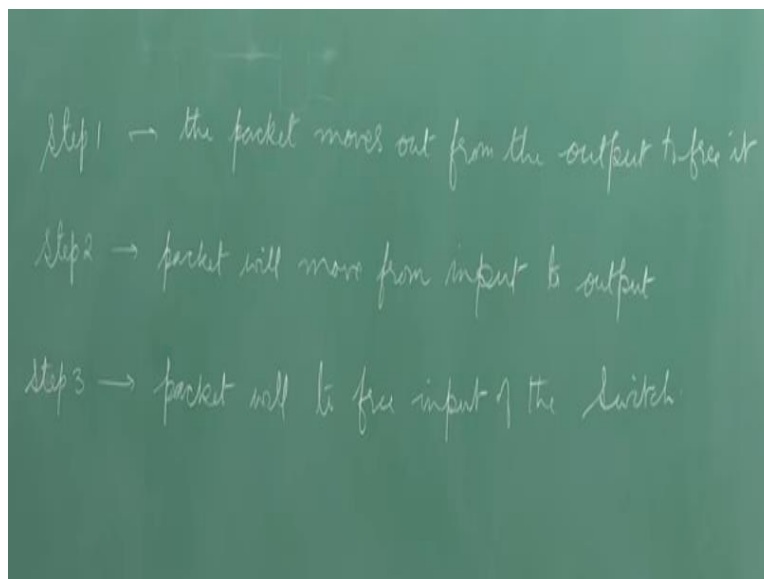 Step 1 → the packet moves out from the output to free it
Step 2 → packet will move from input to output
Step 3 → packet will to free input of the Switch.